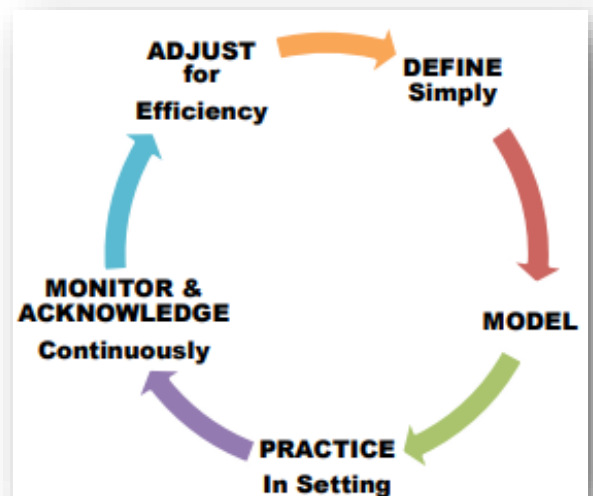 ADJUST
for
Efficiency
DEFINE
Simply
MODEL
PRACTICE
In Setting
MONITOR &
ACKNOWLEDGE
Continuously